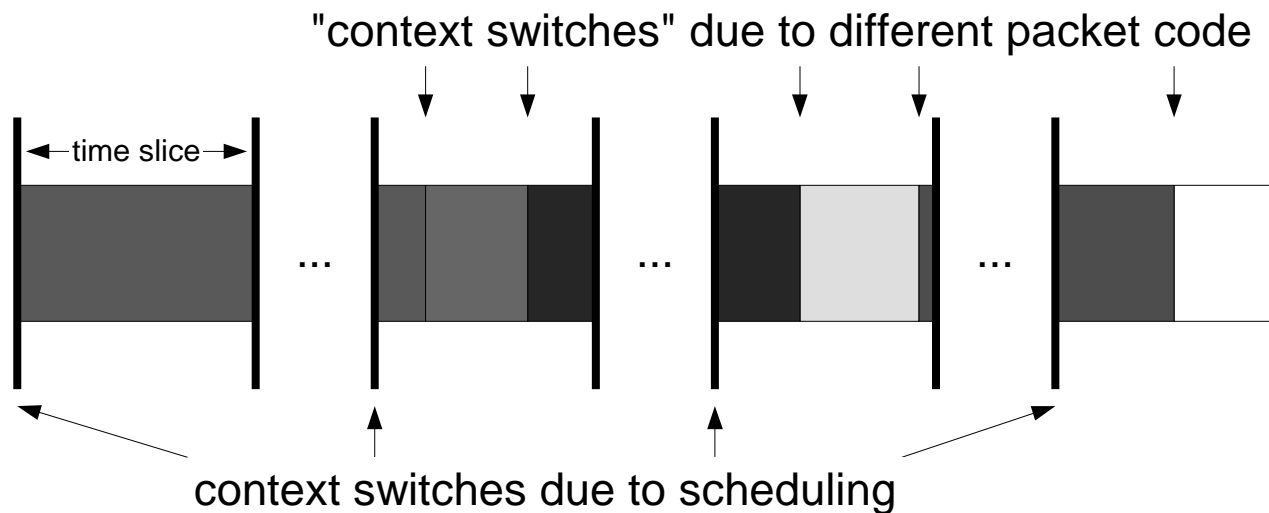 "context switches" due to different packet code
time slice
...
...
...
context switches due to scheduling